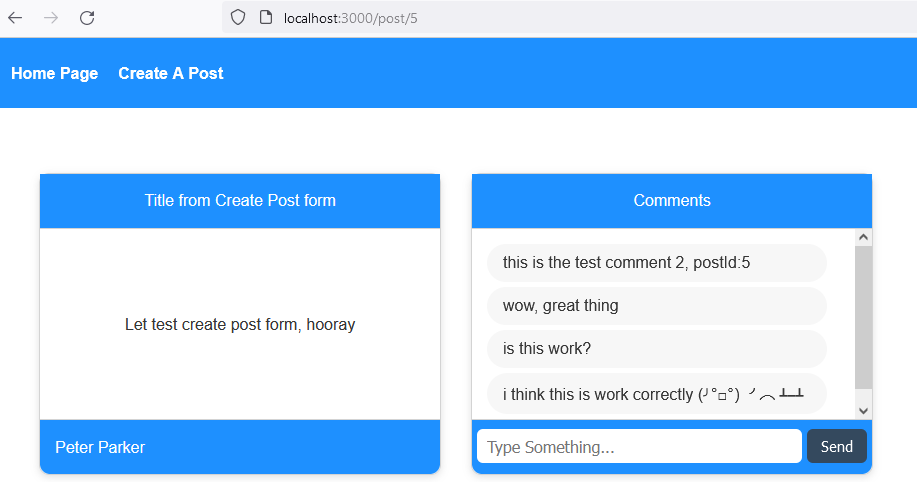 localhost:3000/post/5
Home Page Create A Post
Title from Create Post form
Let test create post form, hooray
Peter Parker
Comments
this is the test comment 2, postId:5
wow, great thing
is this work?
i think this is work correctly (╯°□°) ╯︵ ┻━┻
Type Something...
Send